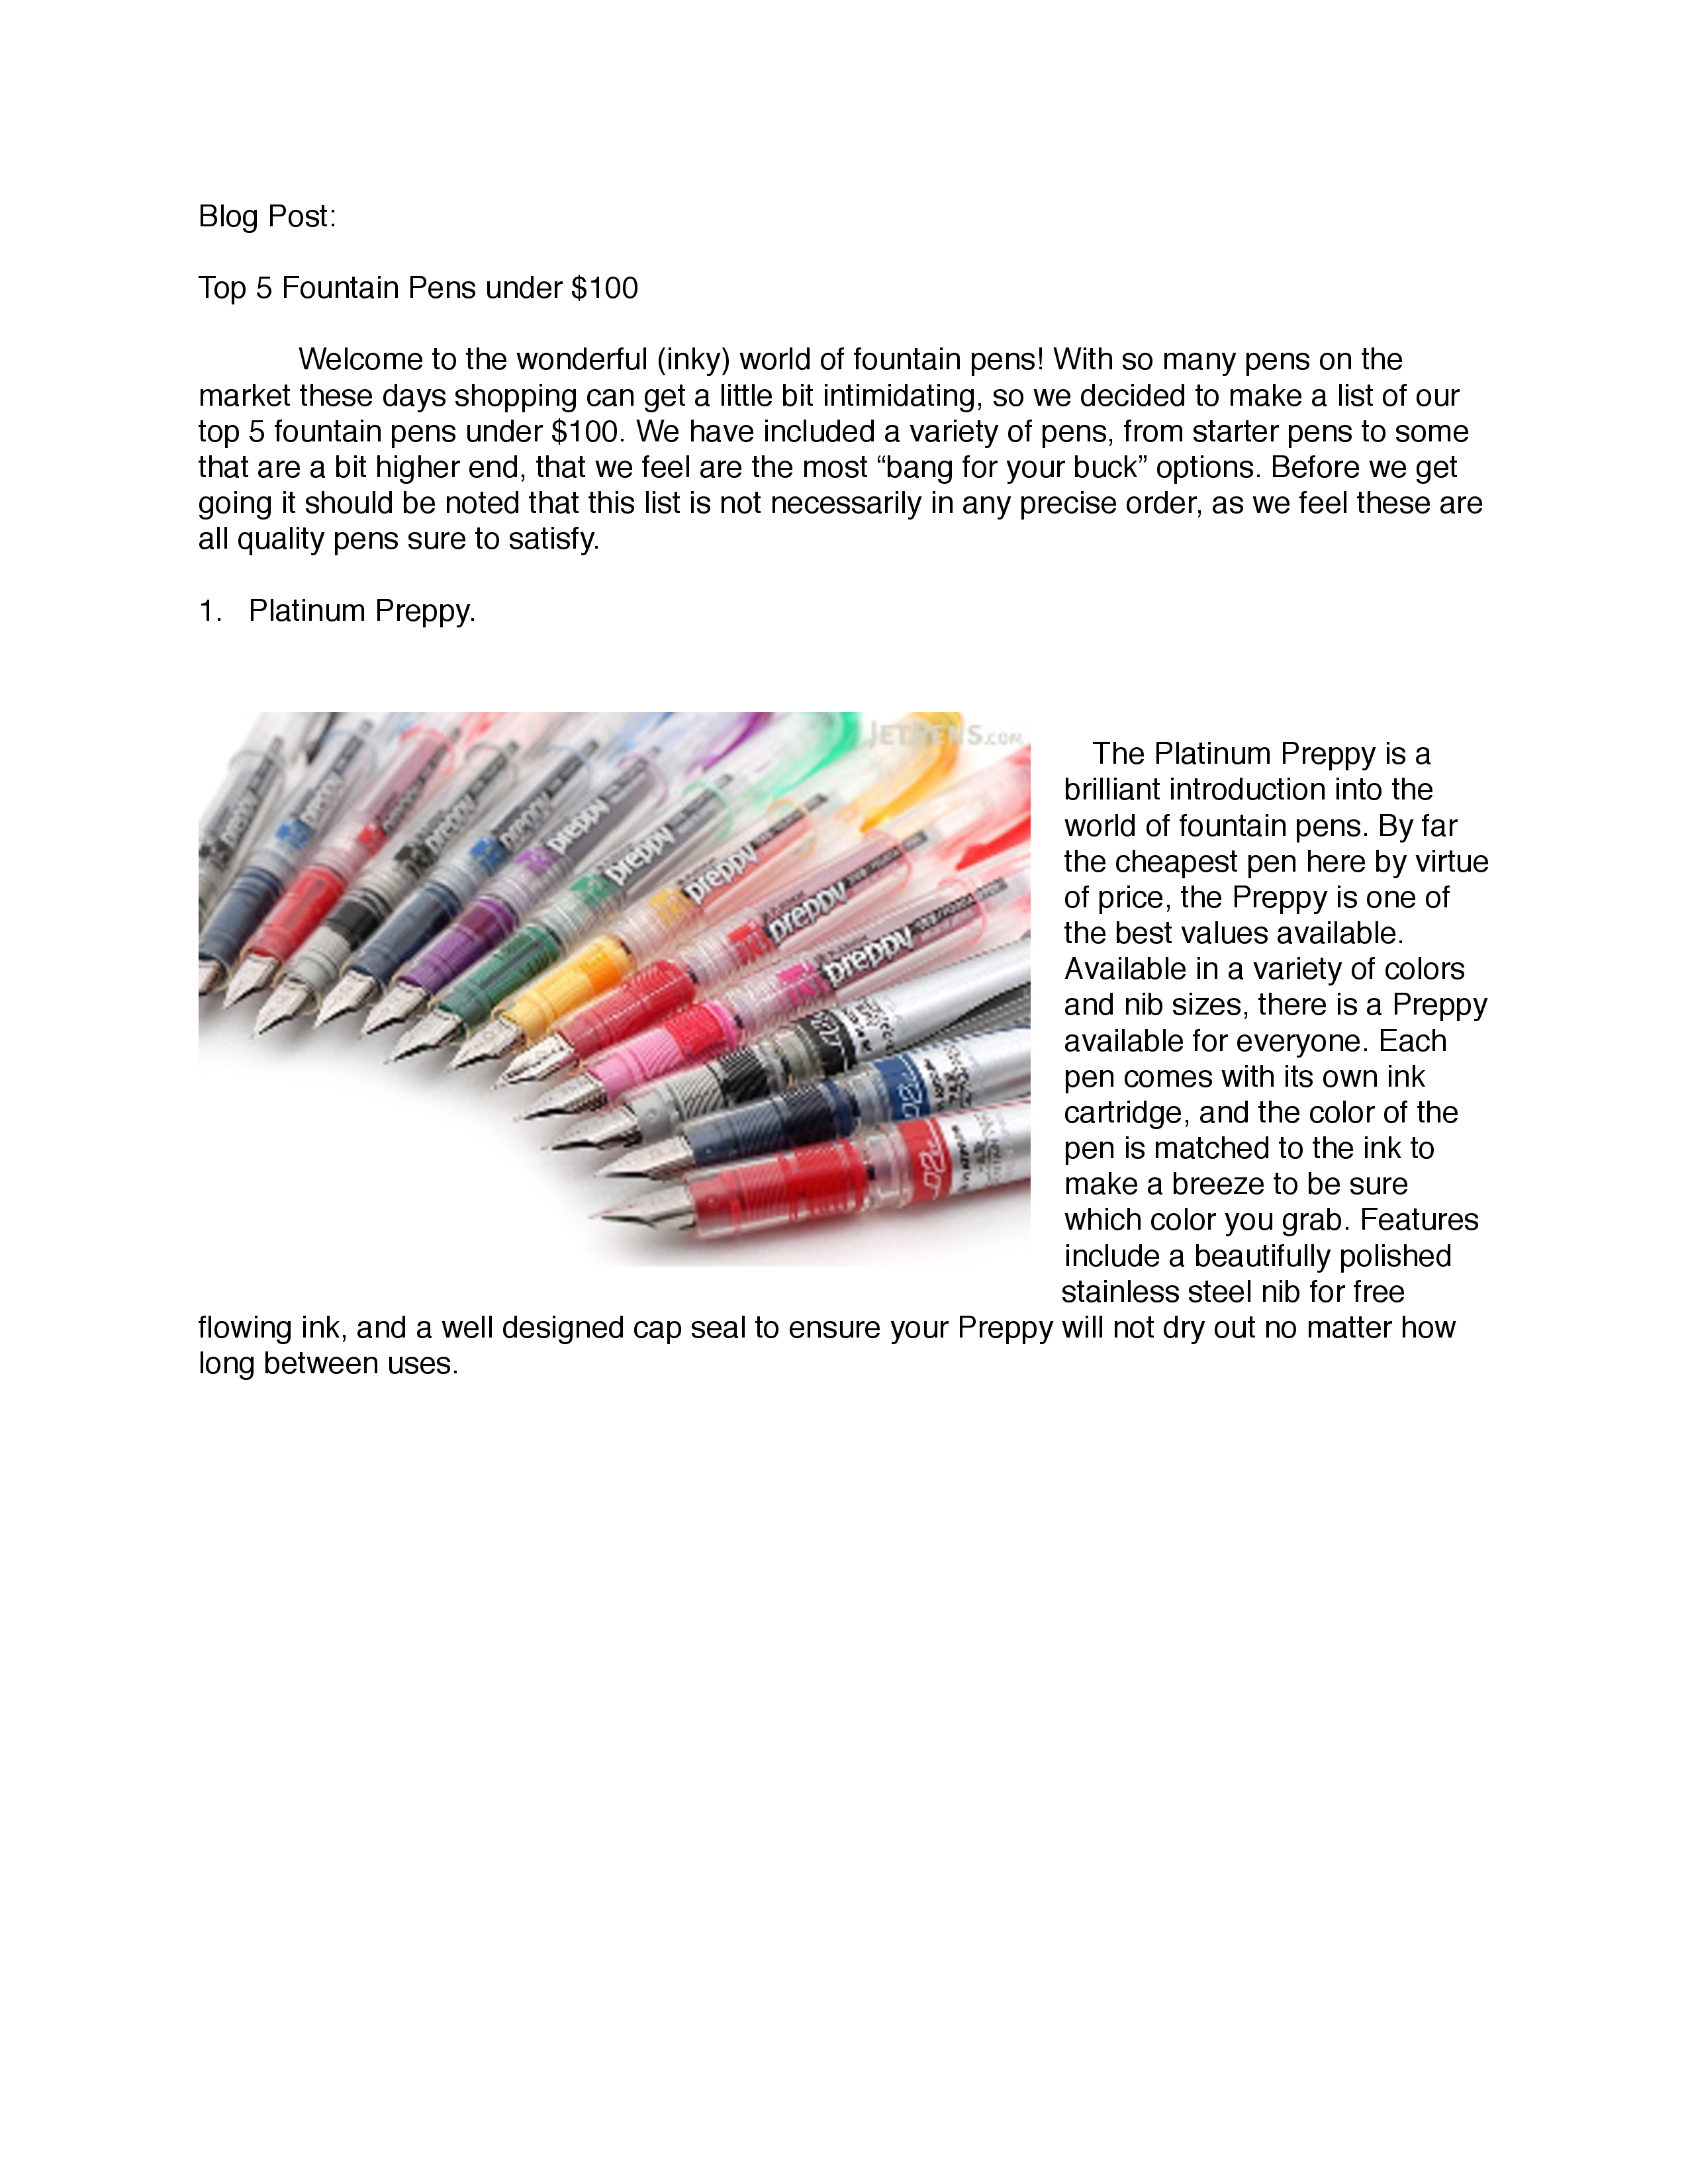 Blog Post:
Top 5 Fountain Pens under $100
Welcome to the wonderful (inky) world of fountain pens! With so many pens on the
market these days shopping can get a little bit intimidating, so we decided to make a list of our
top 5 fountain pens under $100. We have included a variety of pens, from starter pens to some
that are a bit higher end, that we feel are the most “bang for your buck” options. Before we get
going it should be noted that this list is not necessarily in any precise order, as we feel these are
all quality pens sure to satisfy.
1. Platinum Preppy.
JETPENS.COM
preppy
preppy
preppy
preppy
preppy
preppy
preppy
preppy
preppy
preppy
02
02
The Platinum Preppy is a
brilliant introduction into the
world of fountain pens. By far
the cheapest pen here by virtue
of price, the Preppy is one of
the best values available.
Available in a variety of colors
and nib sizes, there is a Preppy
available for everyone. Each
pen comes with its own ink
cartridge, and the color of the
pen is matched to the ink to
make a breeze to be sure
which color you grab. Features
include a beautifully polished
stainless steel nib for free
flowing ink, and a well designed cap seal to ensure your Preppy will not dry out no matter how
long between uses.